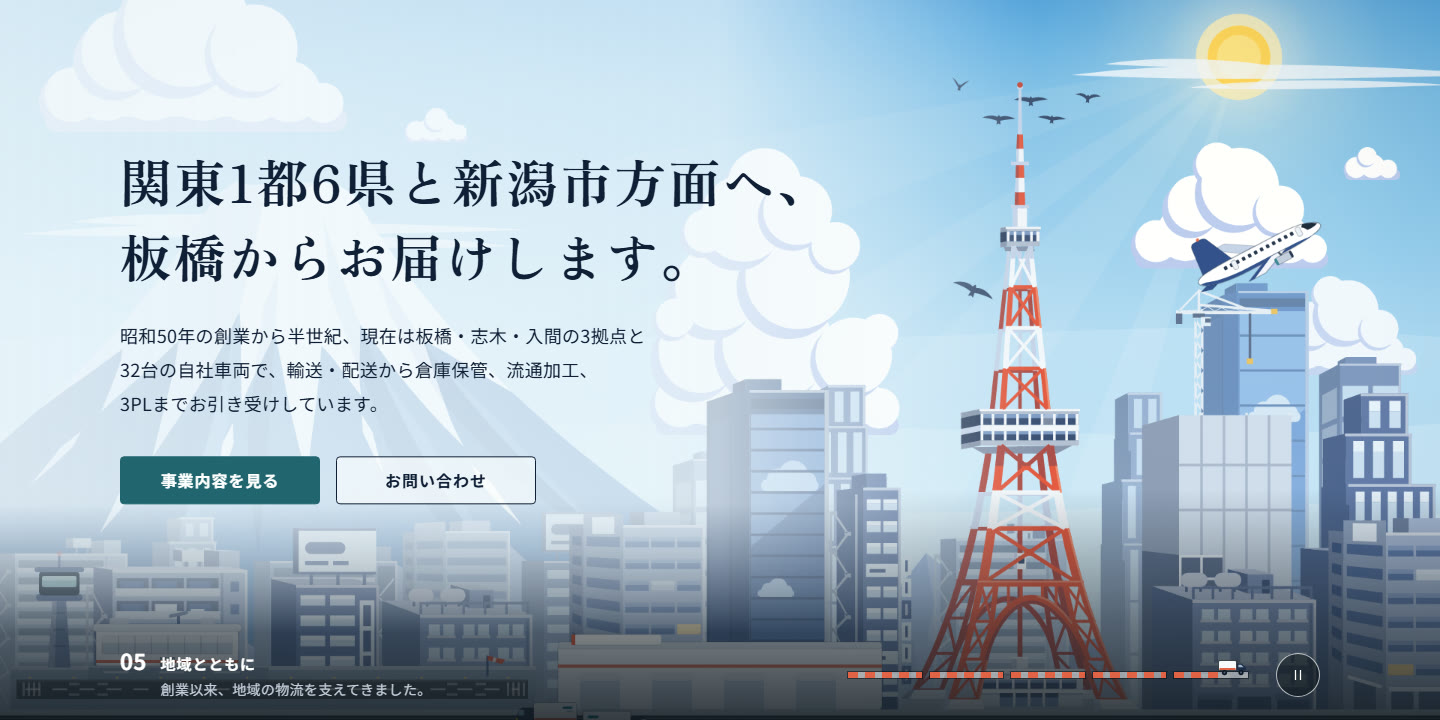 関東1都6県と新潟市方面へ、
板橋からお届けします。
昭和50年の創業から半世紀、現在は板橋・志木・入間の3拠点と
32台の自社車両で、輸送・配送から倉庫保管、流通加工、
3PLまでお引き受けしています。
事業内容を見る
お問い合わせ
05 地域とともに
創業以来、地域の物流を支えてきました。